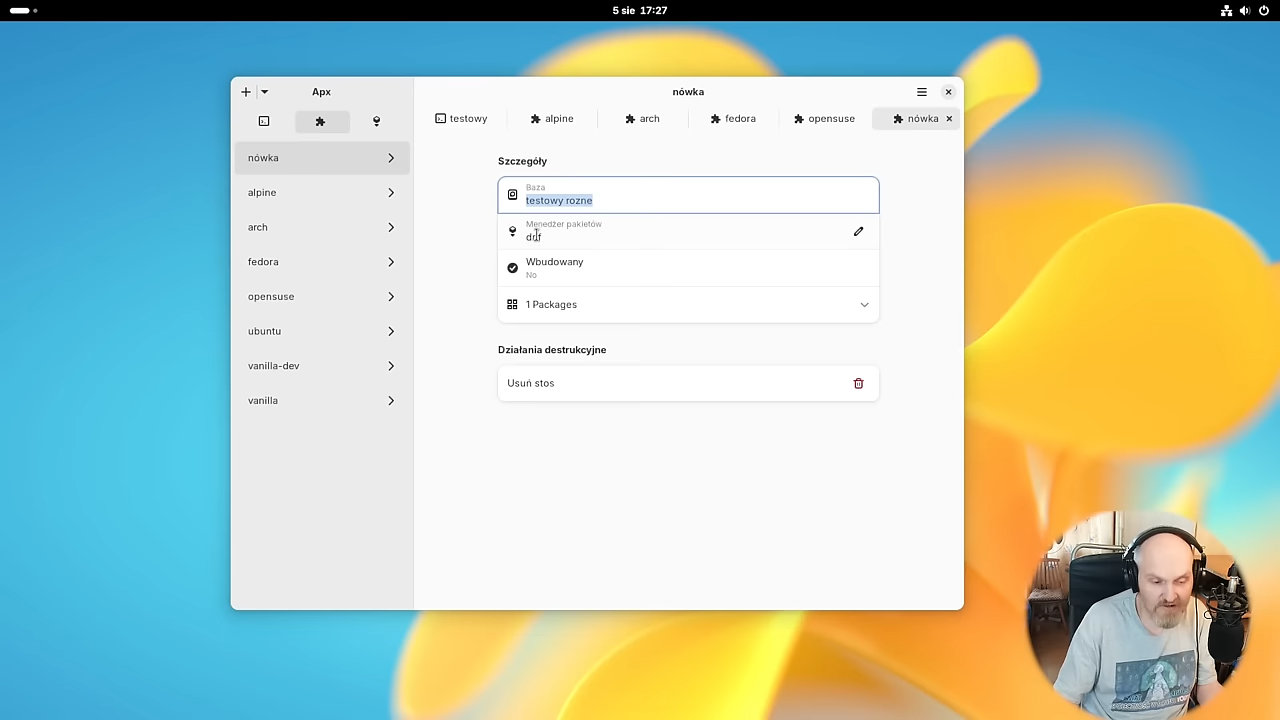 5 sie 17:27
Apx
nówka
testowy
alpine
arch
fedora
opensuse
nówka
nówka
alpine
arch
fedora
opensuse
ubuntu
vanilla-dev
vanilla
Szczegóły
Baza
testowy rozne
Menedżer pakietów
dnf
Wbudowany
No
1 Packages
Działania destrukcyjne
Usuń stos